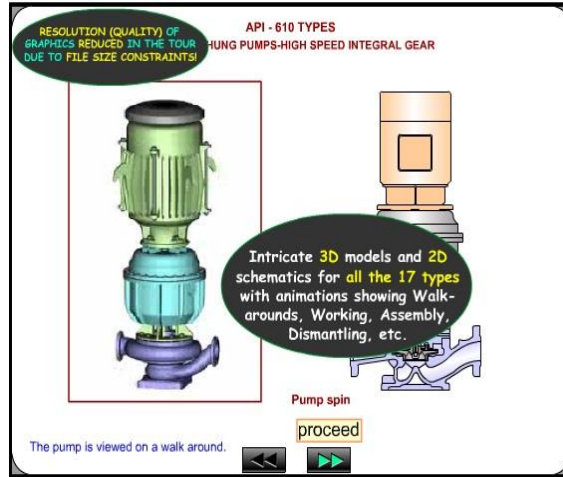 RESOLUTION (QUALITY) OF
GRAPHICS REDUCED IN THE TOUR
DUE TO FILE SIZE CONSTRAINTS!
API - 610 TYPES
HUNG PUMPS-HIGH SPEED INTEGRAL GEAR
Intricate 3D models and 2D
schematics for all the 17 types
with animations showing Walk-
arounds, Working, Assembly,
Dismantling, etc.
Pump spin
proceed
The pump is viewed on a walk around.